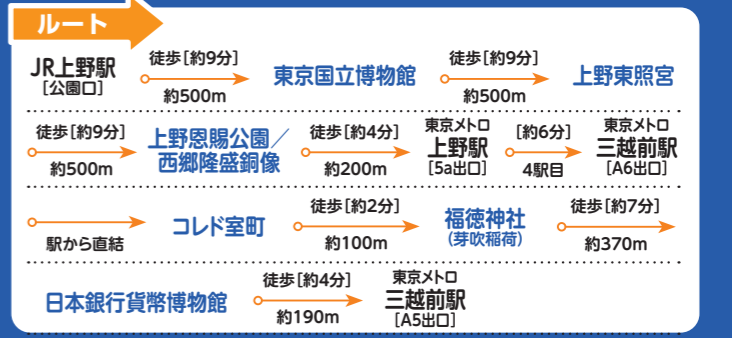 ルート
JR上野駅
[公園口]
徒歩[約9分]
約500m
東京国立博物館
徒歩[約9分]
約500m
上野東照宮
徒歩[約9分]
約500m
上野恩賜公園／
西郷隆盛銅像
徒歩[約4分]
約200m
東京メトロ
上野駅
[5a出口]
[約6分]
4駅目
東京メトロ
三越前駅
[A6出口]
駅から直結
コレド室町
徒歩[約2分]
約100m
福徳神社
(芽吹稲荷)
徒歩[約7分]
約370m
日本銀行貨幣博物館
徒歩[約4分]
約190m
東京メトロ
三越前駅
[A5出口]